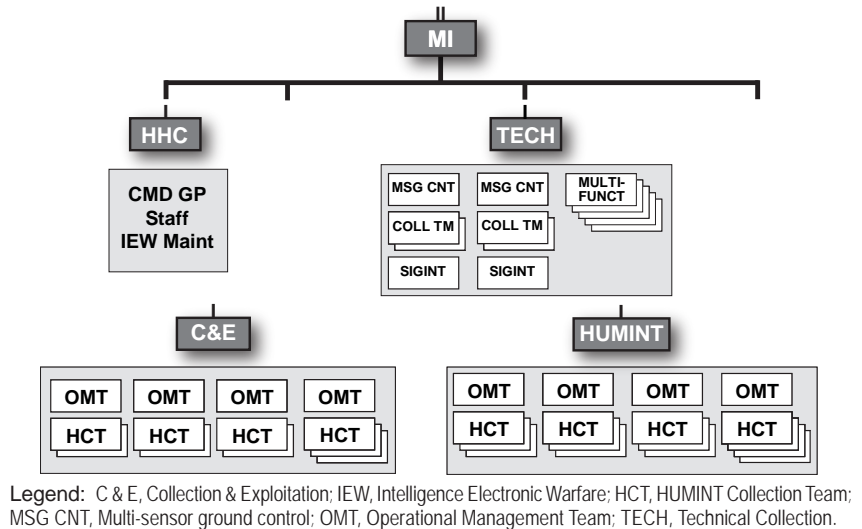 MI
HHC
TECH
CMD GP
Staff
IEW Maint
MSG CNT
MSG CNT
MULTI-
FUNCT
COLL TM
COLL TM
SIGINT
SIGINT
C&E
HUMINT
OMT
OMT
OMT
OMT
HCT
HCT
HCT
HCT
OMT
OMT
OMT
OMT
HCT
HCT
HCT
HCT
Legend: C & E, Collection & Exploitation; IEW, Intelligence Electronic Warfare; HCT, HUMINT Collection Team;
MSG CNT, Multi-sensor ground control; OMT, Operational Management Team; TECH, Technical Collection.